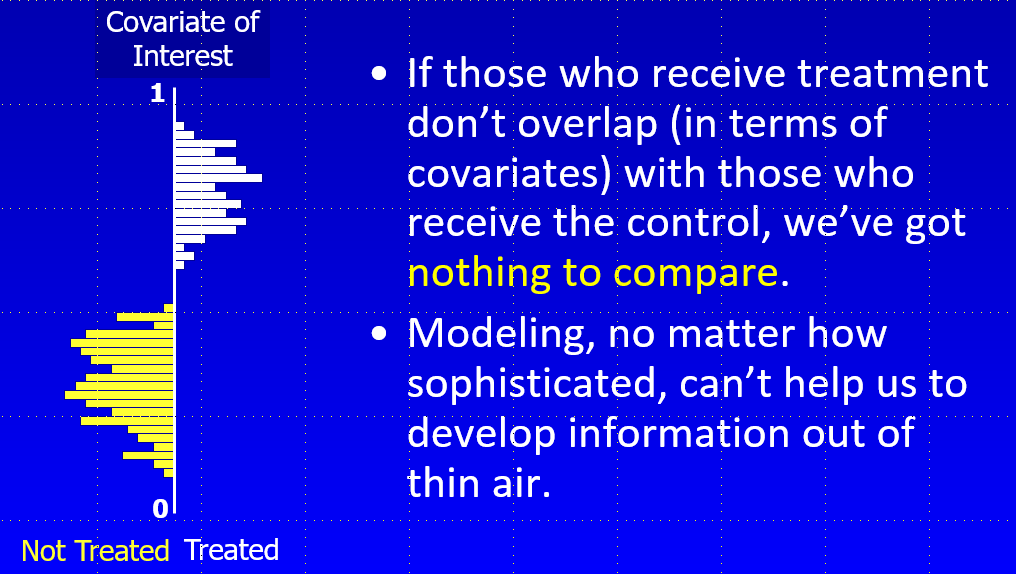 Covariate of
Interest
1
0
Not Treated Treated
• If those who receive treatment
don’t overlap (in terms of
covariates) with those who
receive the control, we’ve got
nothing to compare.
• Modeling, no matter how
sophisticated, can’t help us to
develop information out of
thin air.